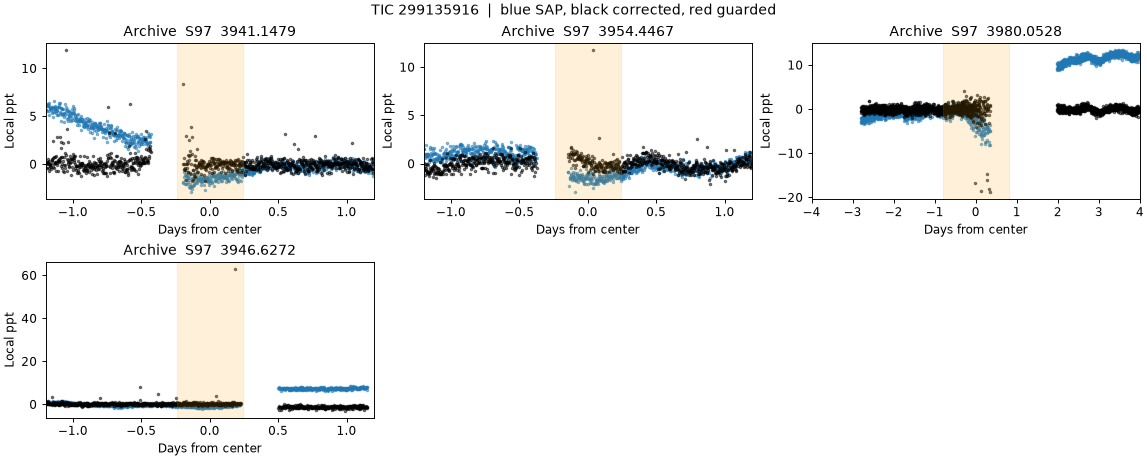 TIC 299135916 | blue SAP, black corrected, red guarded
Archive S97 3941.1479
Local ppt
10
5
0
−1.0 −0.5 0.0 0.5 1.0
Days from center
Archive S97 3954.4467
Local ppt
10
5
0
−1.0 −0.5 0.0 0.5 1.0
Days from center
Archive S97 3980.0528
Local ppt
10
0
−10
−20
−4 −3 −2 −1 0 1 2 3 4
Days from center
Archive S97 3946.6272
Local ppt
60
40
20
0
−1.0 −0.5 0.0 0.5 1.0
Days from center